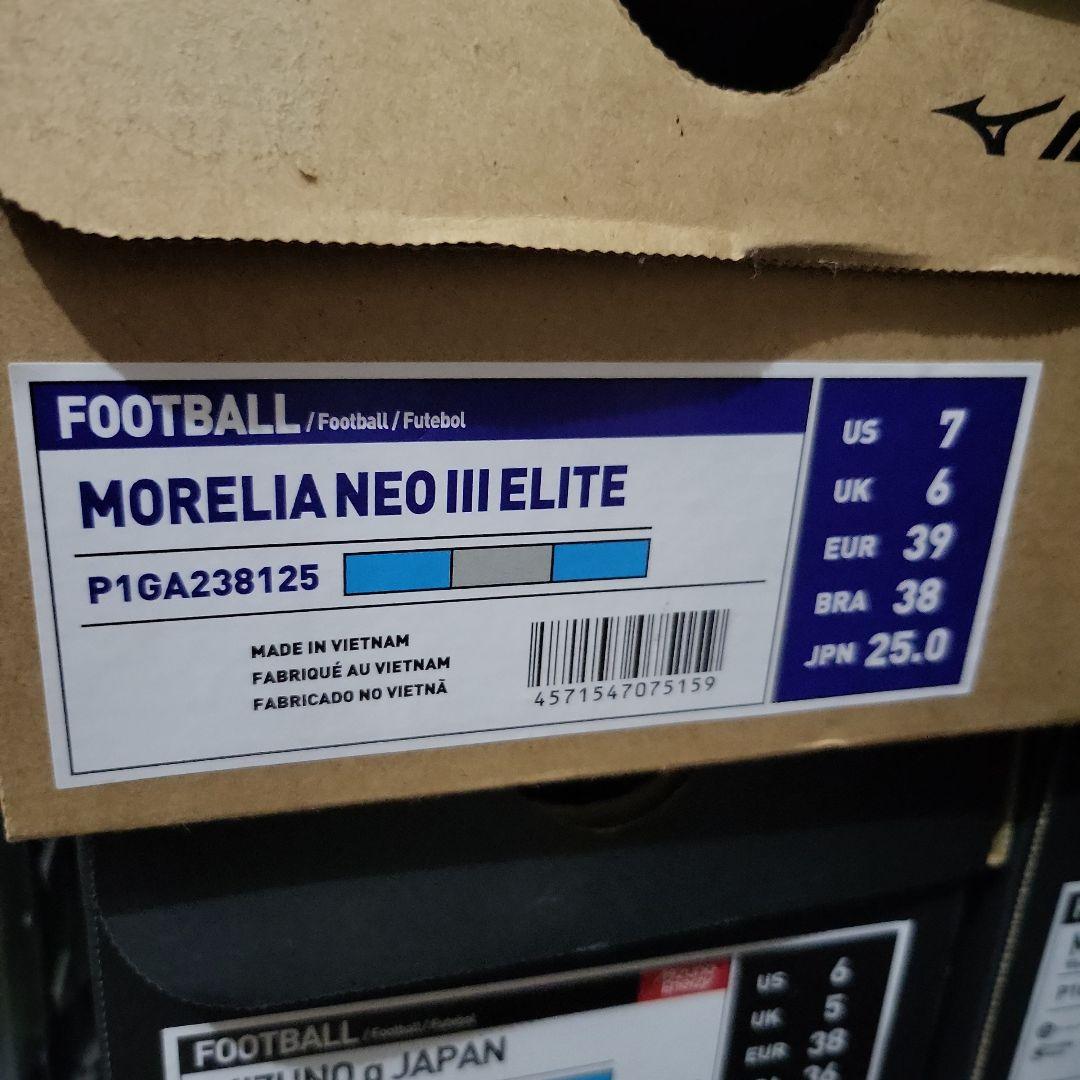 FOOTBALL / Football / Futebol
MORELIA NEO III ELITE
P1GA238125
MADE IN VIETNAM
FABRIQUÉ AU VIETNAM
FABRICADO NO VIETNÃ
4571547075159
US 7
UK 6
EUR 39
BRA 38
JPN 25.0
FOOTBALL / Football / Futebol
α JAPAN
US 6
UK 5
EUR 38
36